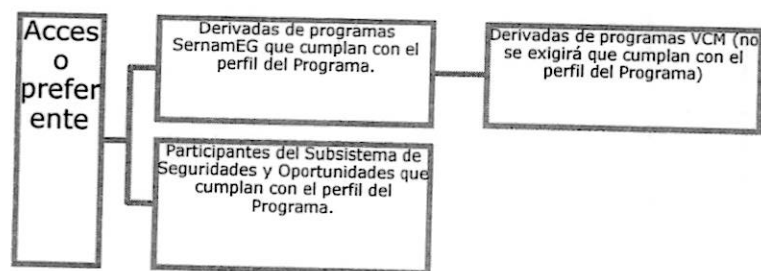 Acces
o
prefer
ente
Derivadas de programas
SernamEG que cumplan con el
perfil del Programa.
Derivadas de programas VCM (no
se exigirá que cumplan con el
perfil del Programa)
Participantes del Subsistema de
Seguridades y Oportunidades que
cumplan con el perfil del
Programa.